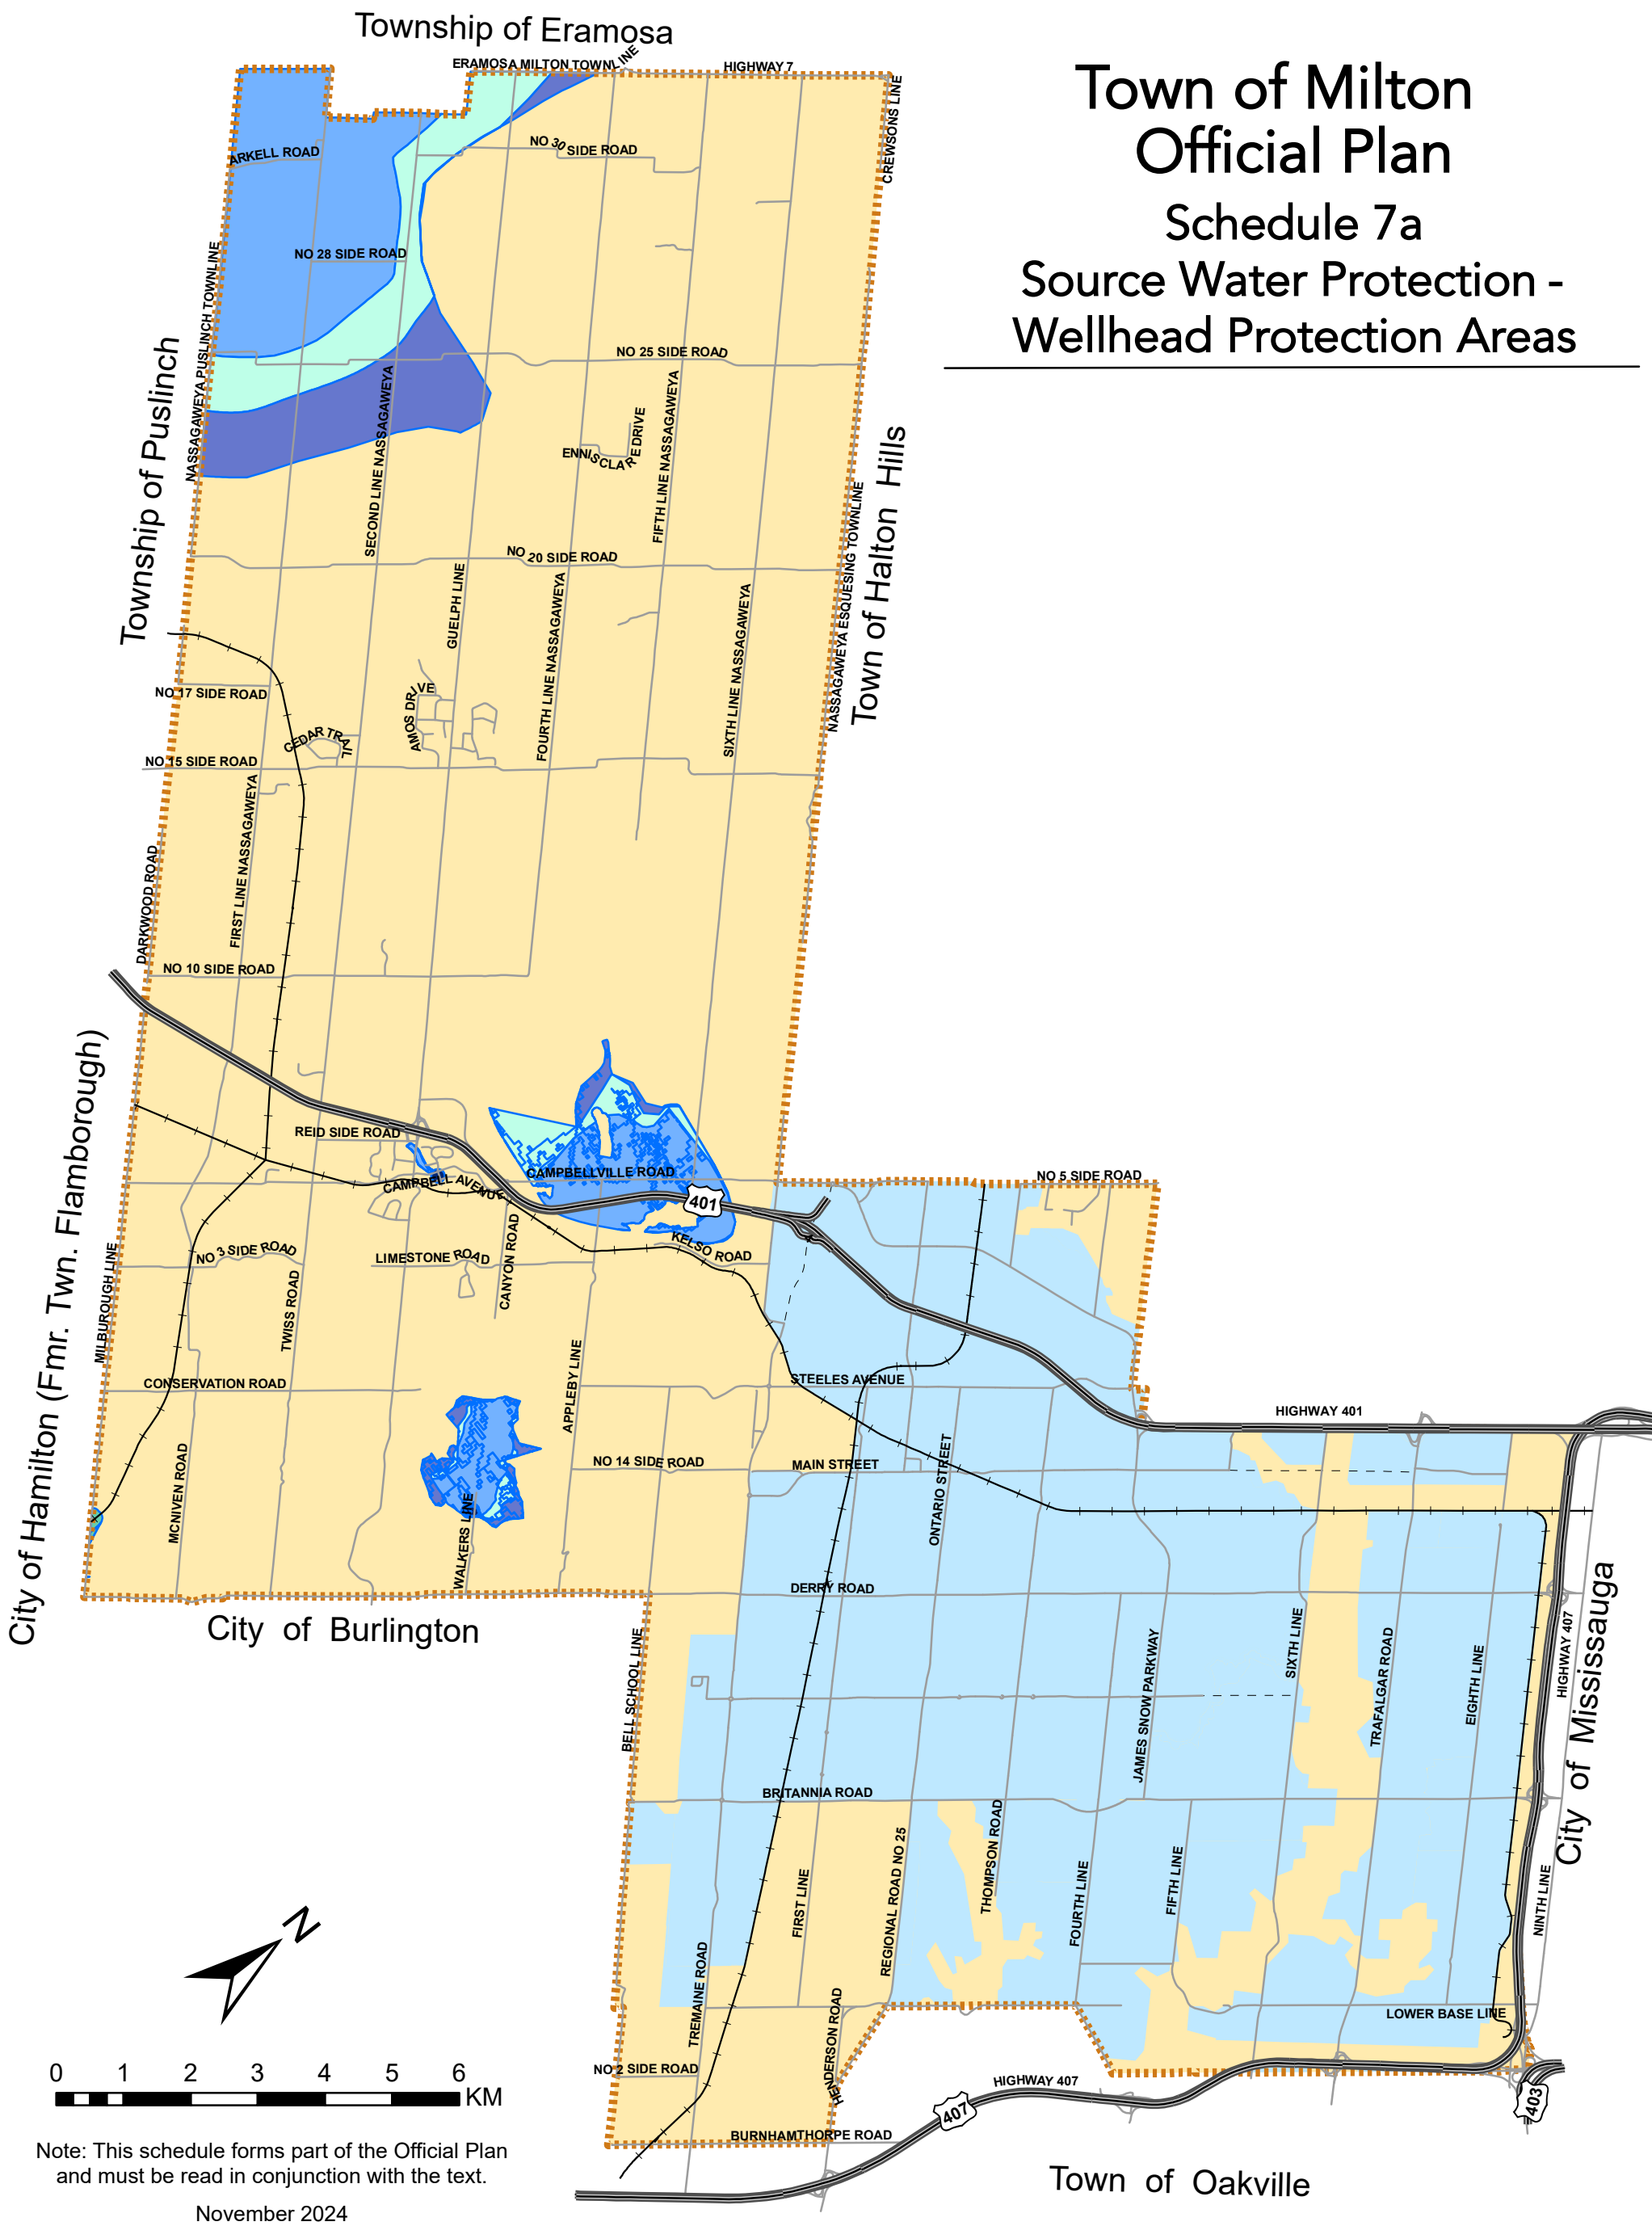 Township of Eramosa
Town of Milton
Official Plan
Schedule 7a
Source Water Protection -
Wellhead Protection Areas
ERAMOSA MILTON TOWNLINE
HIGHWAY 7
CREWSONS LINE
NO 30 SIDE ROAD
ARKELL ROAD
NO 28 SIDE ROAD
NASSAGAWEYA PUSLINCH TOWNLINE
Township of Puslinch
NO 25 SIDE ROAD
SECOND LINE NASSAGAWEYA
FIFTH LINE NASSAGAWEYA
ENNISCLARE DRIVE
Town of Halton Hills
NASSAGAWEYA ESQUESING TOWNLINE
NO 20 SIDE ROAD
GUELPH LINE
FOURTH LINE NASSAGAWEYA
SIXTH LINE NASSAGAWEYA
NO 17 SIDE ROAD
AMOS DRIVE
CEDAR TRAIL
NO 15 SIDE ROAD
FIRST LINE NASSAGAWEYA
DARKWOOD ROAD
NO 10 SIDE ROAD
City of Hamilton (Fmr. Twn. Flamborough)
REID SIDE ROAD
CAMPBELLVILLE ROAD
CAMPBELL AVENUE
401
NO 5 SIDE ROAD
KELSO ROAD
NO 3 SIDE ROAD
LIMESTONE ROAD
CANYON ROAD
MILBOROUGH LINE
TWISS ROAD
APPLEBY LINE
CONSERVATION ROAD
STEELES AVENUE
HIGHWAY 401
MCNIVEN ROAD
NO 14 SIDE ROAD
MAIN STREET
ONTARIO STREET
WALKERS LINE
DERRY ROAD
City of Burlington
BELL SCHOOL LINE
JAMES SNOW PARKWAY
SIXTH LINE
TRAFALGAR ROAD
EIGHTH LINE
HIGHWAY 407
City of Mississauga
BRITANNIA ROAD
FIRST LINE
REGIONAL ROAD NO 25
THOMPSON ROAD
FOURTH LINE
FIFTH LINE
NINTH LINE
N
TREMAINE ROAD
HENDERSON ROAD
LOWER BASE LINE
NO 2 SIDE ROAD
HIGHWAY 407
407
403
BURNHAMTHORPE ROAD
Town of Oakville
0 1 2 3 4 5 6
KM
Note: This schedule forms part of the Official Plan
and must be read in conjunction with the text.
November 2024